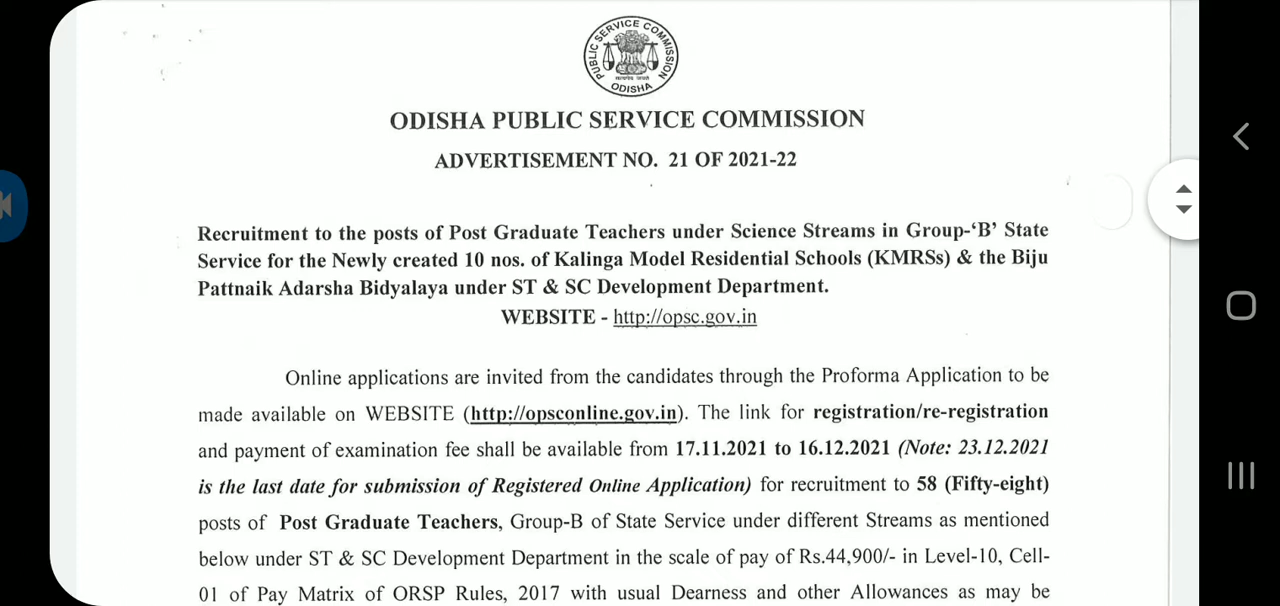 PUBLIC SERVICE COMMISSION
ODISHA
ODISHA PUBLIC SERVICE COMMISSION
ADVERTISEMENT NO. 21 OF 2021-22
Recruitment to the posts of Post Graduate Teachers under Science Streams in Group-‘B’ State
Service for the Newly created 10 nos. of Kalinga Model Residential Schools (KMRSs) & the Biju
Pattnaik Adarsha Bidyalaya under ST & SC Development Department.
WEBSITE - http://opsc.gov.in
Online applications are invited from the candidates through the Proforma Application to be
made available on WEBSITE (http://opsconline.gov.in). The link for registration/re-registration
and payment of examination fee shall be available from 17.11.2021 to 16.12.2021 (Note: 23.12.2021
is the last date for submission of Registered Online Application) for recruitment to 58 (Fifty-eight)
posts of Post Graduate Teachers, Group-B of State Service under different Streams as mentioned
below under ST & SC Development Department in the scale of pay of Rs.44,900/- in Level-10, Cell-
01 of Pay Matrix of ORSP Rules, 2017 with usual Dearness and other Allowances as may be